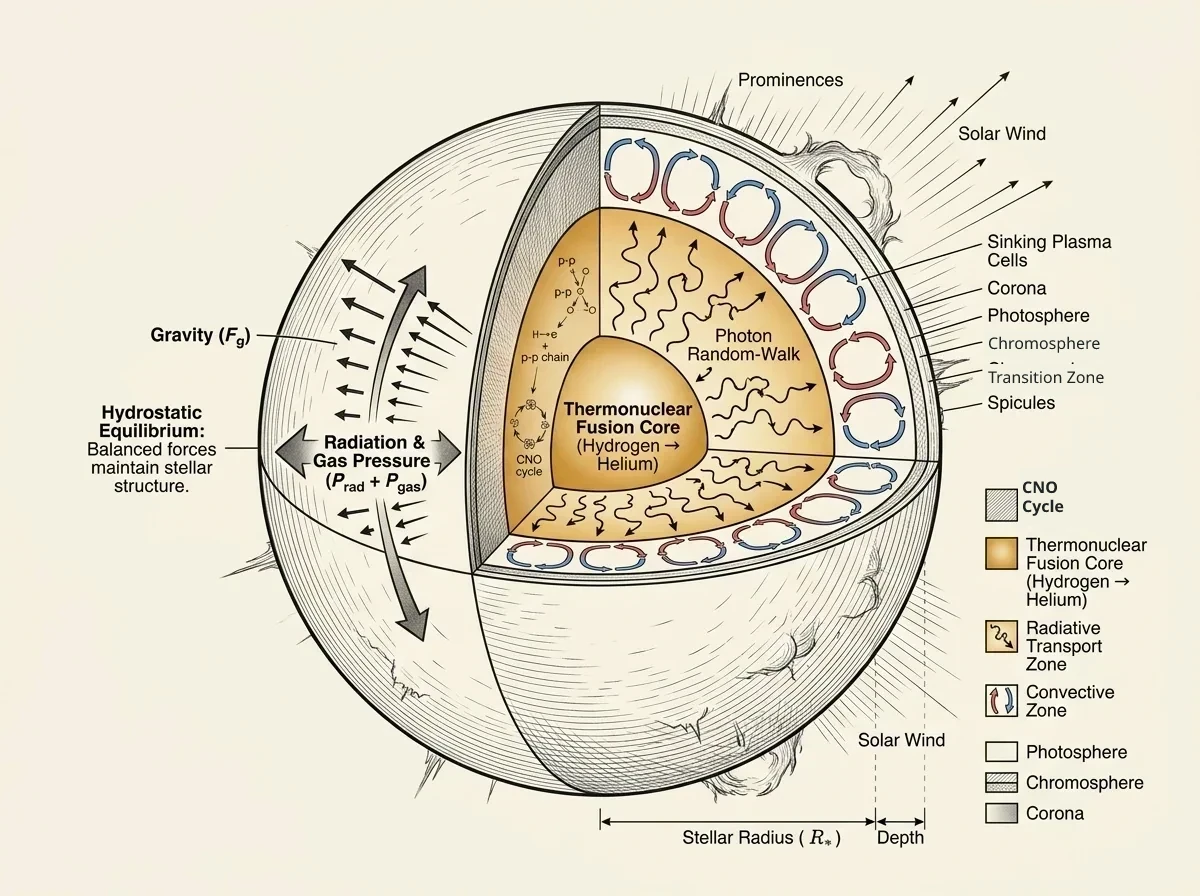 Prominences
Solar Wind
Sinking Plasma
Cells
Corona
Photosphere
Chromosphere
Transition Zone
Spicules
Gravity (Fg)
Hydrostatic
Equilibrium:
Balanced forces
maintain stellar
structure.
Radiation &
Gas Pressure
(Prad + Pgas)
p-p
p-p
H→e
+
p-p chain
CNO
cycle
Photon
Random-Walk
Thermonuclear
Fusion Core
(Hydrogen →
Helium)
CNO
Cycle
Thermonuclear
Fusion Core
(Hydrogen →
Helium)
Radiative
Transport
Zone
Convective
Zone
Photosphere
Chromosphere
Corona
Solar Wind
Stellar Radius ( R* )
Depth